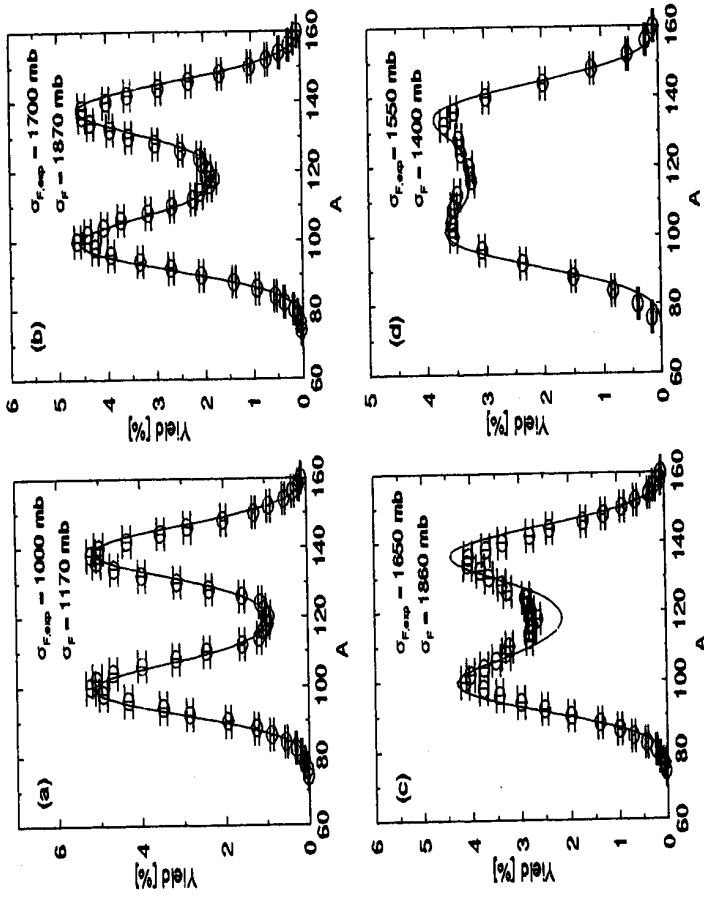 (a)
σF,exp = 1000 mb
σF = 1170 mb
Yield [%]
6
4
2
0
60
80
100
120
140
160
A
(b)
σF,exp = 1700 mb
σF = 1870 mb
Yield [%]
6
5
4
3
2
1
0
60
80
100
120
140
160
A
(c)
σF,exp = 1650 mb
σF = 1860 mb
Yield [%]
5
4
3
2
1
0
60
80
100
120
140
160
A
(d)
σF,exp = 1550 mb
σF = 1400 mb
Yield [%]
5
4
3
2
1
0
60
80
100
120
140
160
A